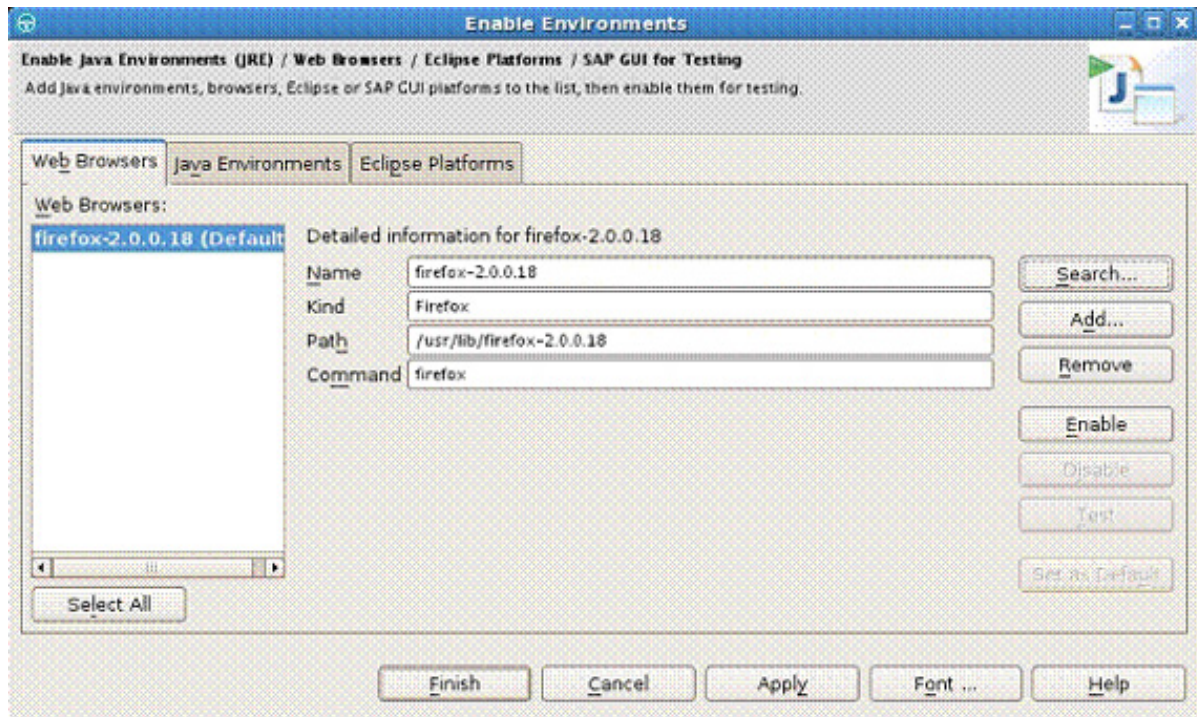 Enable Environments
Enable Java Environments (JRE) / Web Browsers / Eclipse Platforms / SAP GUI for Testing
Add Java environments, browsers, Eclipse or SAP GUI platforms to the list, then enable them for testing.
J
Web Browsers
Java Environments
Eclipse Platforms
Web Browsers:
firefox-2.0.0.18 (Default
Detailed information for firefox-2.0.0.18
Name
firefox-2.0.0.18
Kind
Firefox
Path
/usr/lib/firefox-2.0.0.18
Command
firefox
Search...
Add...
Remove
Enable
Disable
Test
Set as Default
Select All
Finish
Cancel
Apply
Font ...
Help